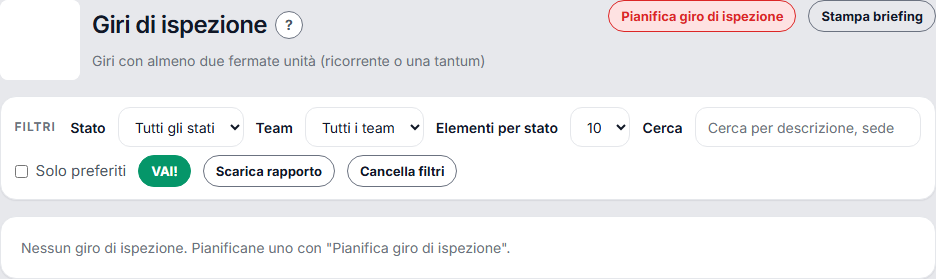 Giri di ispezione ?
Pianifica giro di ispezione
Stampa briefing
Giri con almeno due fermate unità (ricorrente o una tantum)
FILTRI Stato Tutti gli stati Team Tutti i team Elementi per stato 10 Cerca Cerca per descrizione, sede
Solo preferiti VAI! Scarica rapporto Cancella filtri
Nessun giro di ispezione. Pianificane uno con "Pianifica giro di ispezione".